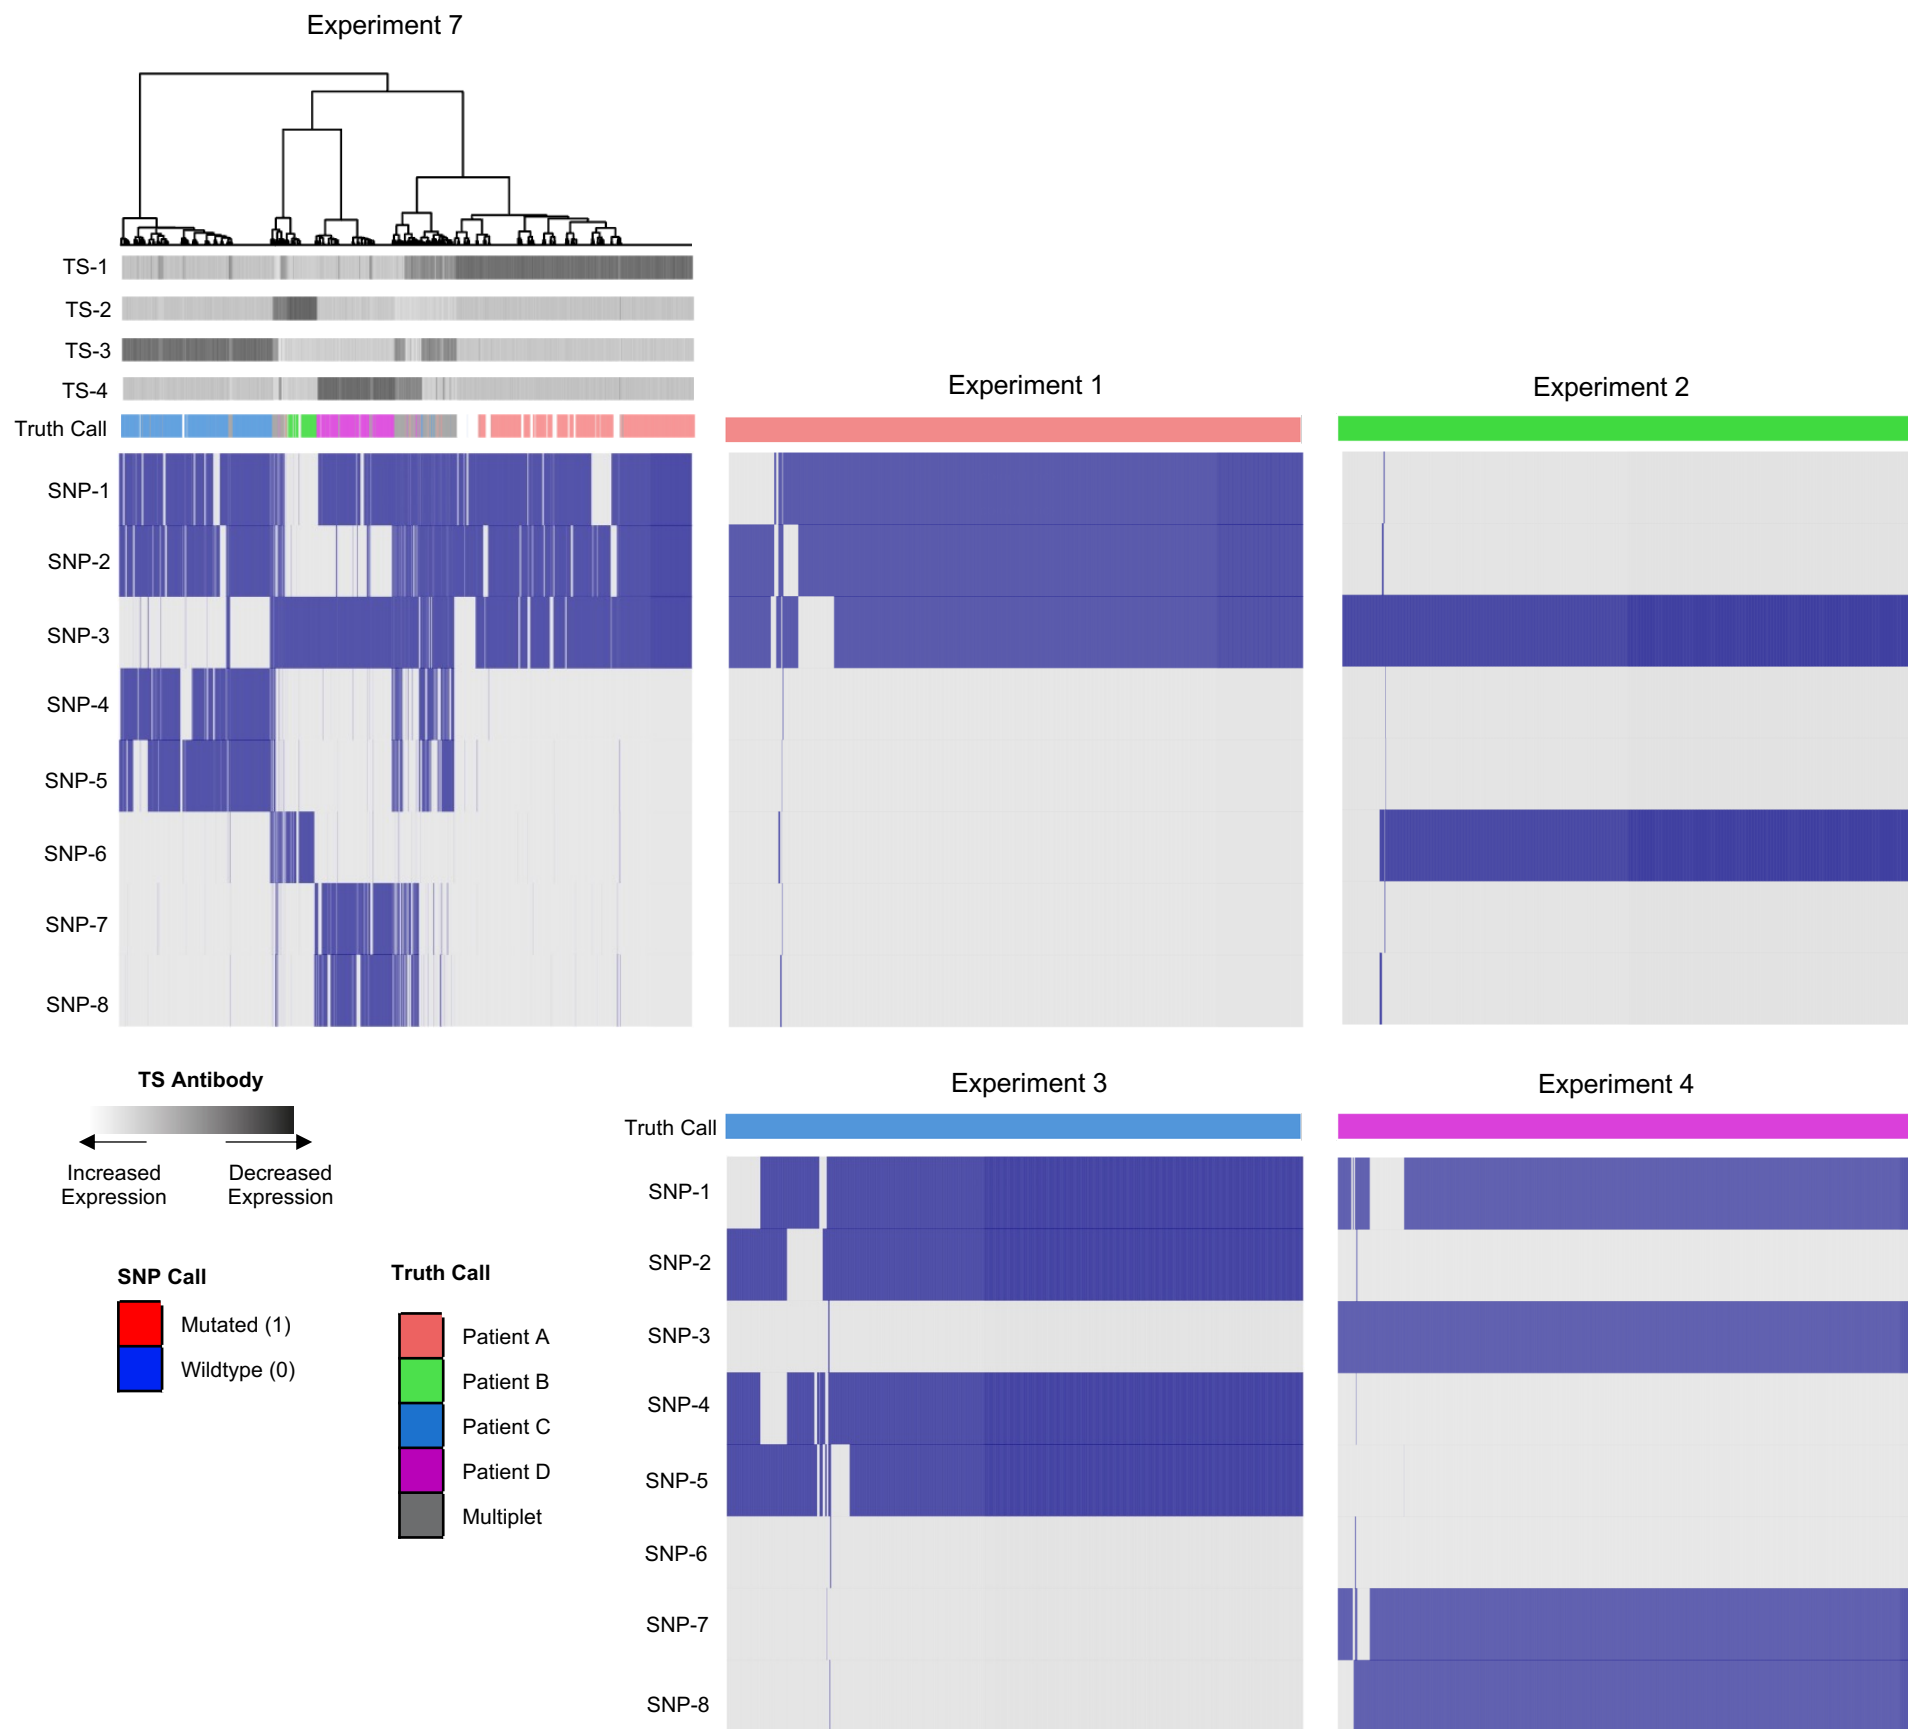 Experiment 7
TS-1
TS-2
TS-3
TS-4
Truth Call
SNP-1
SNP-2
SNP-3
SNP-4
SNP-5
SNP-6
SNP-7
SNP-8
Experiment 1
Experiment 2
TS Antibody
Increased
Expression
Decreased
Expression
SNP Call
Mutated (1)
Wildtype (0)
Truth Call
Patient A
Patient B
Patient C
Patient D
Multiplet
Experiment 3
Experiment 4
Truth Call
SNP-1
SNP-2
SNP-3
SNP-4
SNP-5
SNP-6
SNP-7
SNP-8